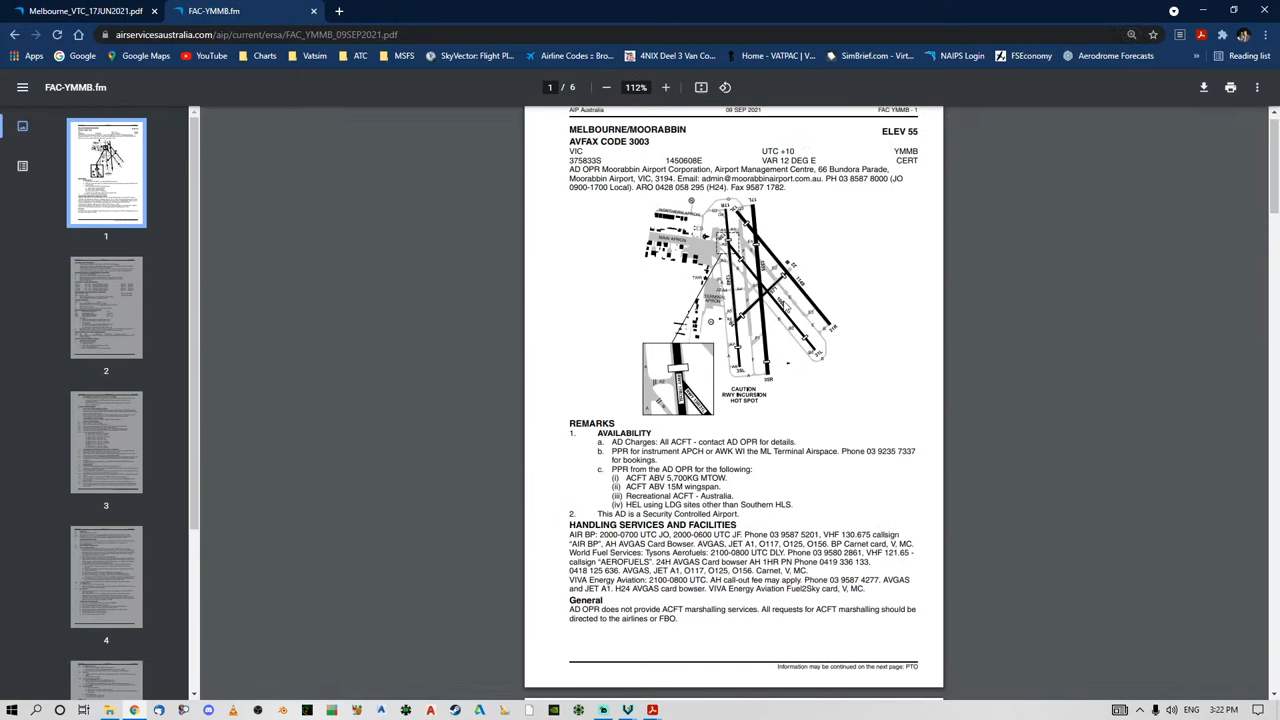 Melbourne_VTC_17JUN2021.pdf
FAC-YMMB.fm
airservicesaustralia.com/aip/current/ersa/FAC_YMMB_09SEP2021.pdf
Apps
Google
Google Maps
YouTube
Charts
Vatsim
ATC
MSFS
SkyVector: Flight Pl...
Airline Codes – Airl...
4NIX Deel 3 Van Co...
Home - VATPAC | V...
SimBrief.com - Virt...
NAIPS Login
FSEconomy
Aerodrome Forecasts
Reading list
FAC-YMMB.fm
1 / 6
112%
1
2
3
4
AIP Australia 09 SEP 2021 FAC YMMB - 1
MELBOURNE/MOORABBIN ELEV 55
AVFAX CODE 3003
VIC UTC +10 YMMB
375833S 1450608E VAR 12 DEG E CERT
AD OPR Moorabbin Airport Corporation, Airport Management Centre, 66 Bundora Parade,
Moorabbin Airport, VIC, 3194. Email: admin@moorabbinairport.com.au. PH 03 8587 8000 (JO
0900-1700 Local). ARO 0428 058 295 (H24). Fax 9587 1782.
NORTHERN APRON
MAIN APRON
TWR
TERMINAL
APRON
17R
17L
22
31R
31L
35L
35R
A2
CAUTION
RWY INCURSION
HOT SPOT
REMARKS
1. AVAILABILITY
a. AD Charges: All ACFT - contact AD OPR for details.
b. PPR for instrument APCH or AWK WI the ML Terminal Airspace. Phone 03 9235 7337
for bookings.
c. PPR from the AD OPR for the following:
(i) ACFT ABV 5,700KG MTOW.
(ii) ACFT ABV 15M wingspan.
(iii) Recreational ACFT - Australia.
(iv) HEL using LDG sites other than Southern HLS.
2. This AD is a Security Controlled Airport.
HANDLING SERVICES AND FACILITIES
AIR BP: 2000-0700 UTC JO, 2000-0600 UTC JF. Phone 03 9587 5201, VHF 130.675 callsign
"AIR BP". AH AVGAS Card Bowser. AVGAS, JET A1, O117, O125, O156. BP Carnet card, V, MC.
World Fuel Services: Tysons Aerofuels: 2100-0800 UTC DLY. Phone 03 9580 2861, VHF 121.65 -
callsign "AEROFUELS". 24H AVGAS Card bowser AH 1HR PN Phone 0419 336 133,
0418 125 636. AVGAS, JET A1, O117, O125, O156. Carnet, V, MC.
VIVA Energy Aviation: 2100-0800 UTC. AH call-out fee may apply. Phone 03 9587 4277. AVGAS
and JET A1. H24 AVGAS card bowser. VIVA Energy Aviation Fuel2Sky card, V, MC.
General
AD OPR does not provide ACFT marshalling services. All requests for ACFT marshalling should be
directed to the airlines or FBO.
Information may be continued on the next page: PTO
ENG 3:22 PM